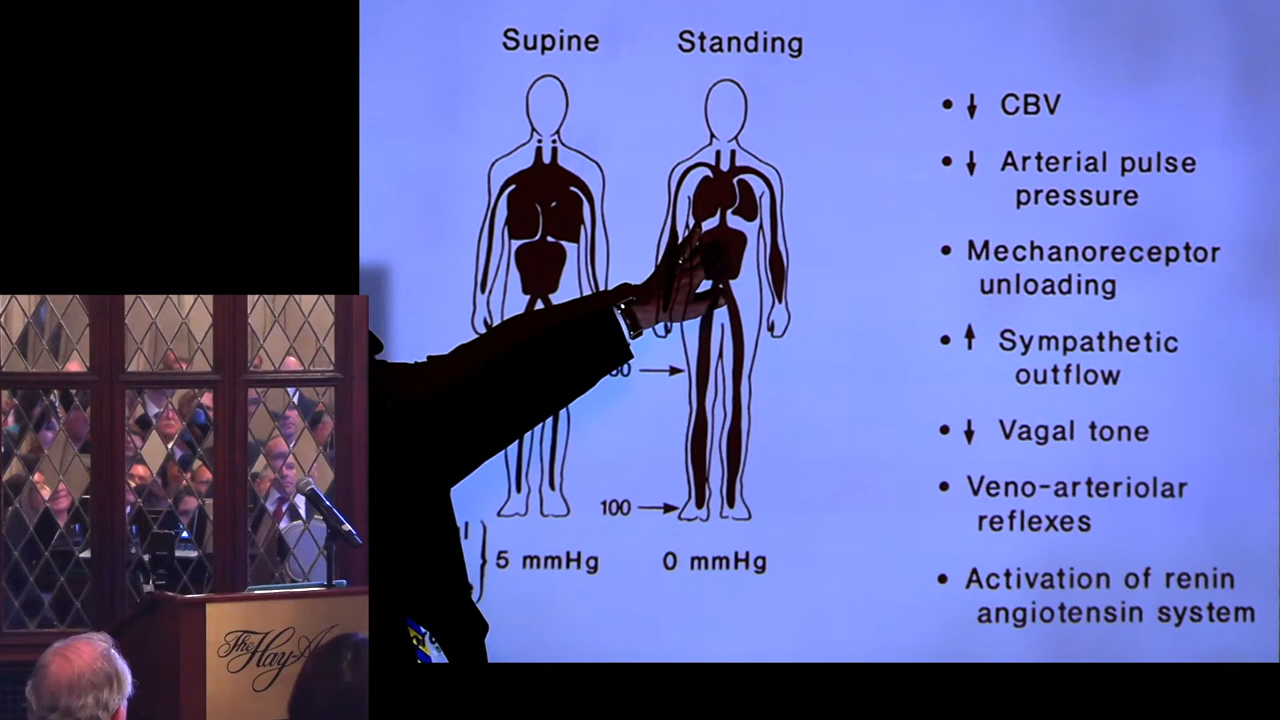 Supine
Standing
• ↓ CBV
• ↓ Arterial pulse
pressure
• Mechanoreceptor
unloading
• ↑ Sympathetic
outflow
• ↓ Vagal tone
• Veno-arteriolar
reflexes
• Activation of renin
angiotensin system
100
5 mmHg
0 mmHg
The Hay-A